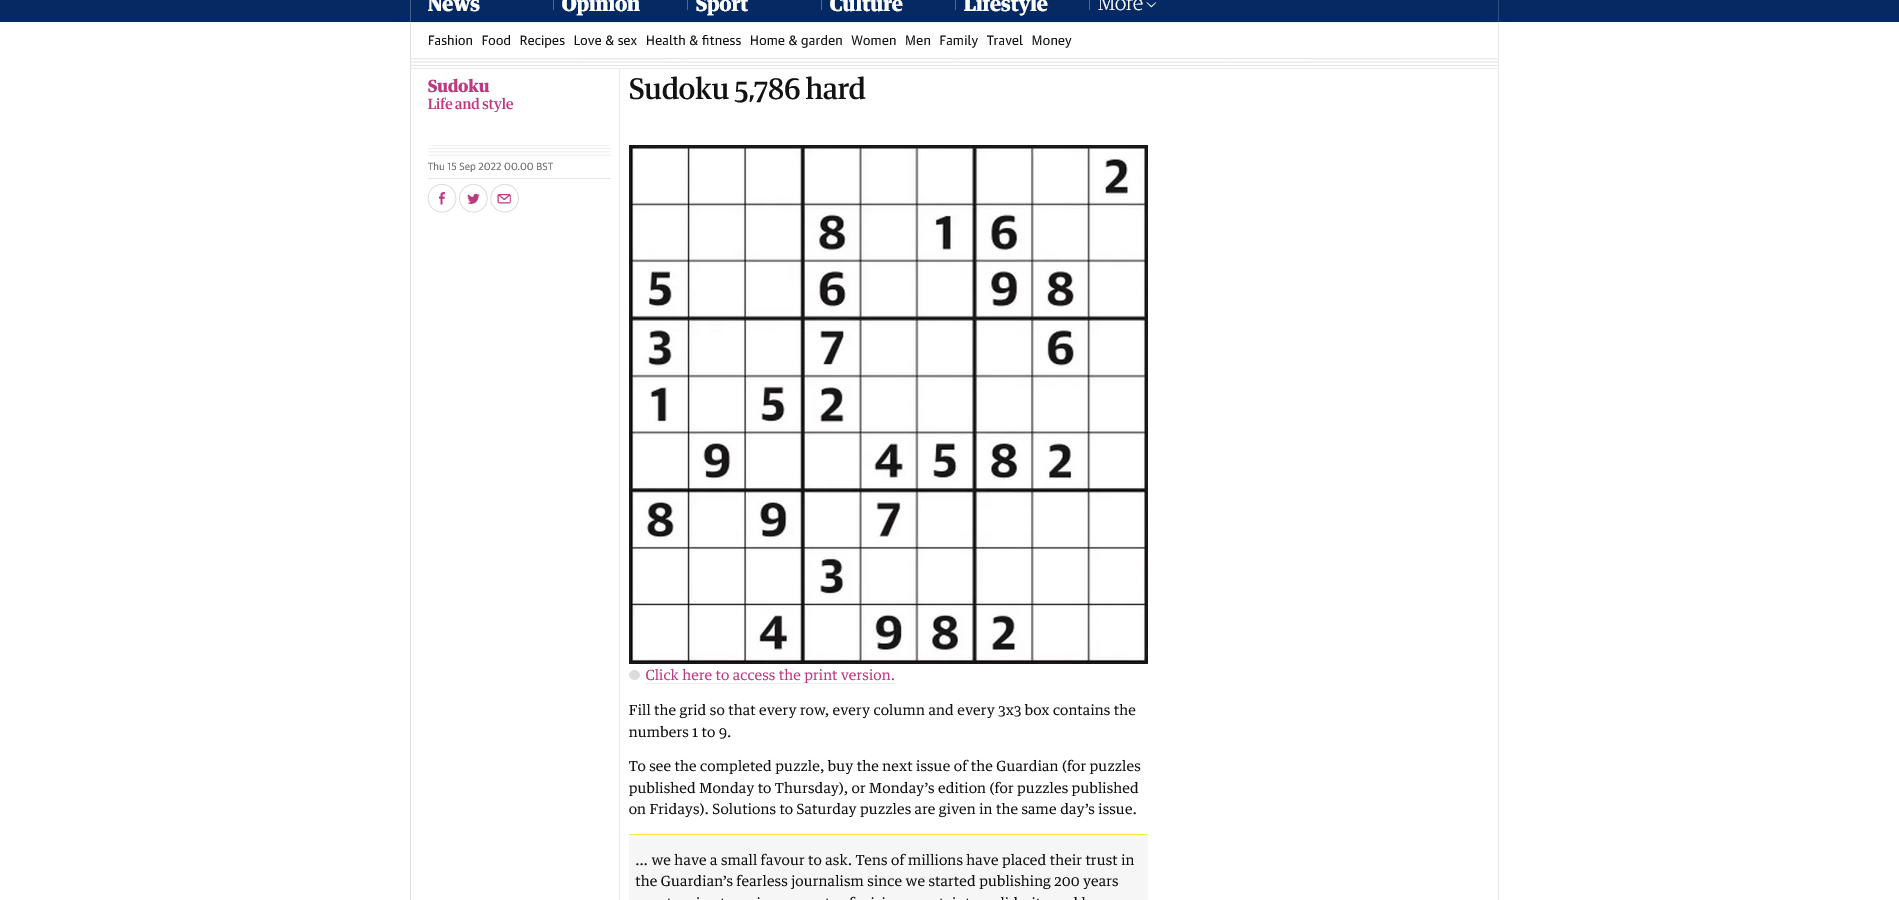 News Opinion Sport Culture Lifestyle More
Fashion Food Recipes Love & sex Health & fitness Home & garden Women Men Family Travel Money
Sudoku
Life and style
Thu 15 Sep 2022 00.00 BST
Sudoku 5,786 hard
2
8 1 6
5 6 9 8
3 7 6
1 5 2
9 4 5 8 2
8 9 7
3
4 9 8 2
Click here to access the print version.
Fill the grid so that every row, every column and every 3x3 box contains the
numbers 1 to 9.
To see the completed puzzle, buy the next issue of the Guardian (for puzzles
published Monday to Thursday), or Monday’s edition (for puzzles published
on Fridays). Solutions to Saturday puzzles are given in the same day’s issue.
... we have a small favour to ask. Tens of millions have placed their trust in
the Guardian’s fearless journalism since we started publishing 200 years